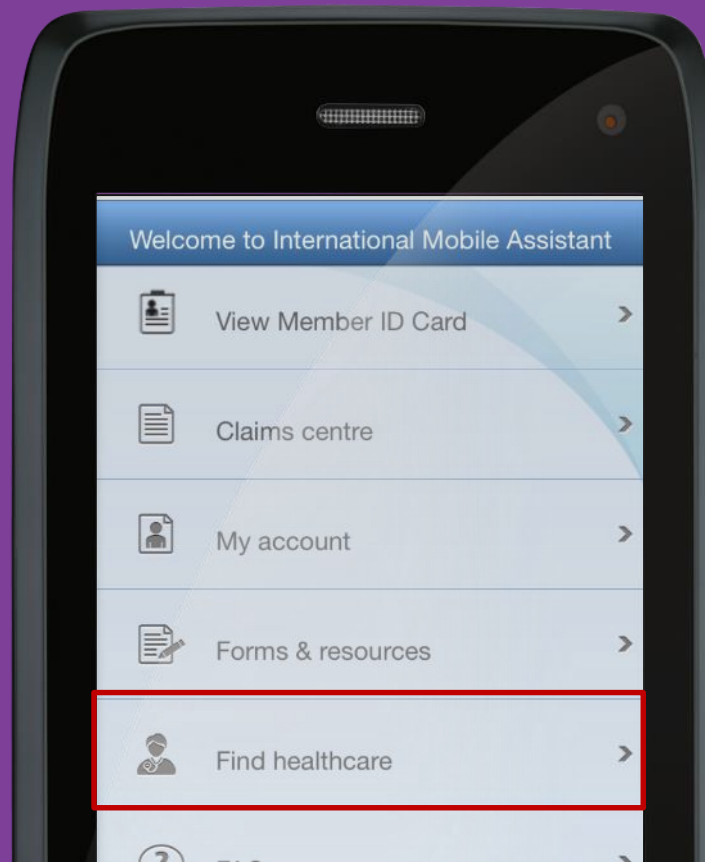 Welcome to International Mobile Assistant
View Member ID Card
Claims centre
My account
Forms & resources
Find healthcare